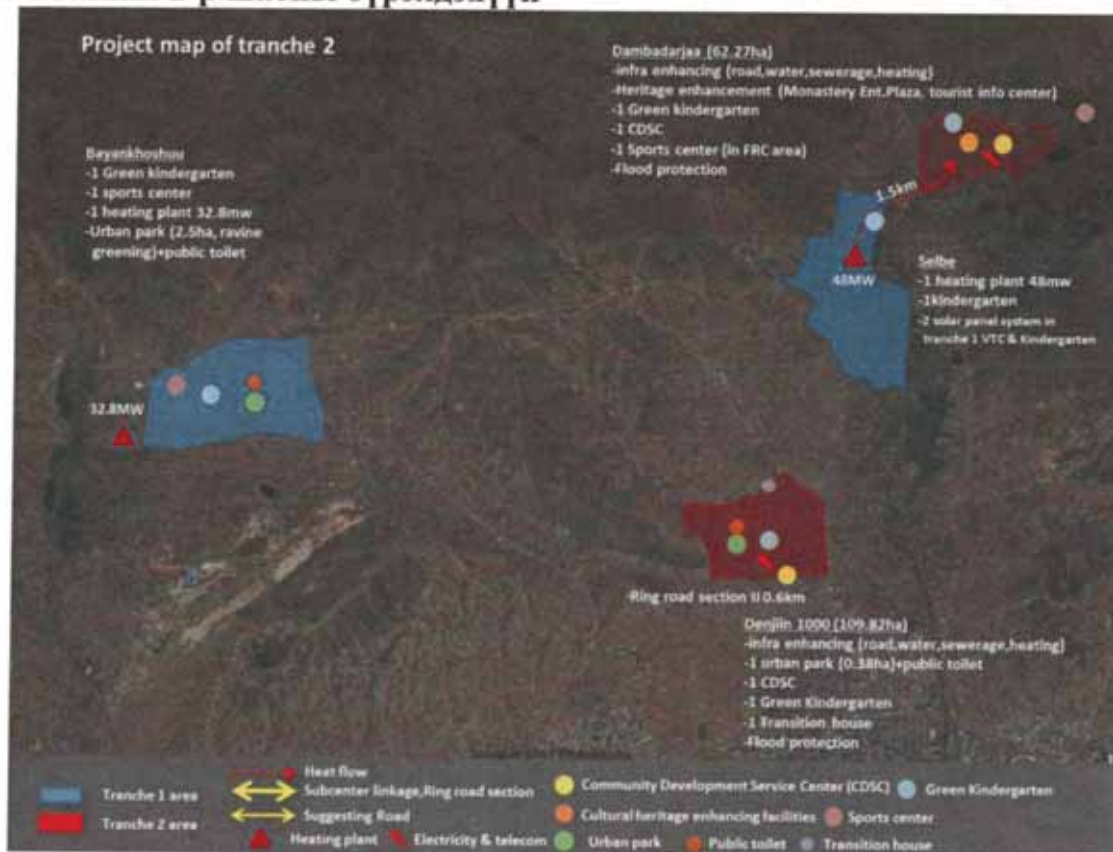 Project map of tranche 2
Dambadarjaa (62.27ha)
-infra enhancing (road,water,sewerage,heating)
-Heritage enhancement (Monastery Ent.Plaza, tourist info center)
-1 Green kindergarten
-1 CDSC
-1 Sports center (in FRC area)
-Flood protection
Bayankhoshuu
-1 Green kindergarten
-1 sports center
-1 heating plant 32.8mw
-Urban park (2.5ha, ravine
greening)+public toilet
1.5km
48MW
Selbe
-1 heating plant 48mw
-1kindergarten
-2 solar panel system in
tranche 1 VTC & Kindergarten
32.8MW
Ring road section II 0.6km
Denjiin 1000 (109.82ha)
-infra enhancing (road,water,sewerage,heating)
-1 urban park (0.38ha)+public toilet
-1 CDSC
-1 Green Kindergarten
-1 Transition house
-Flood protection
Tranche 1 area
Tranche 2 area
Heat flow
Subcenter linkage,Ring road section
Suggesting Road
Heating plant
Electricity & telecom
Community Development Service Center (CDSC)
Green Kindergarten
Cultural heritage enhancing facilities
Sports center
Urban park
Public toilet
Transition house